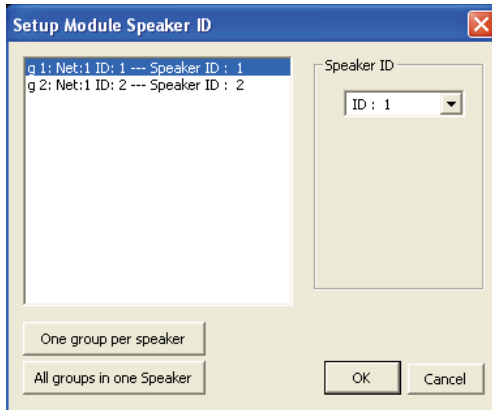 Setup Module Speaker ID
g 1: Net:1 ID: 1 --- Speaker ID : 1
g 2: Net:1 ID: 2 --- Speaker ID : 2
Speaker ID
ID : 1
One group per speaker
All groups in one Speaker
OK
Cancel